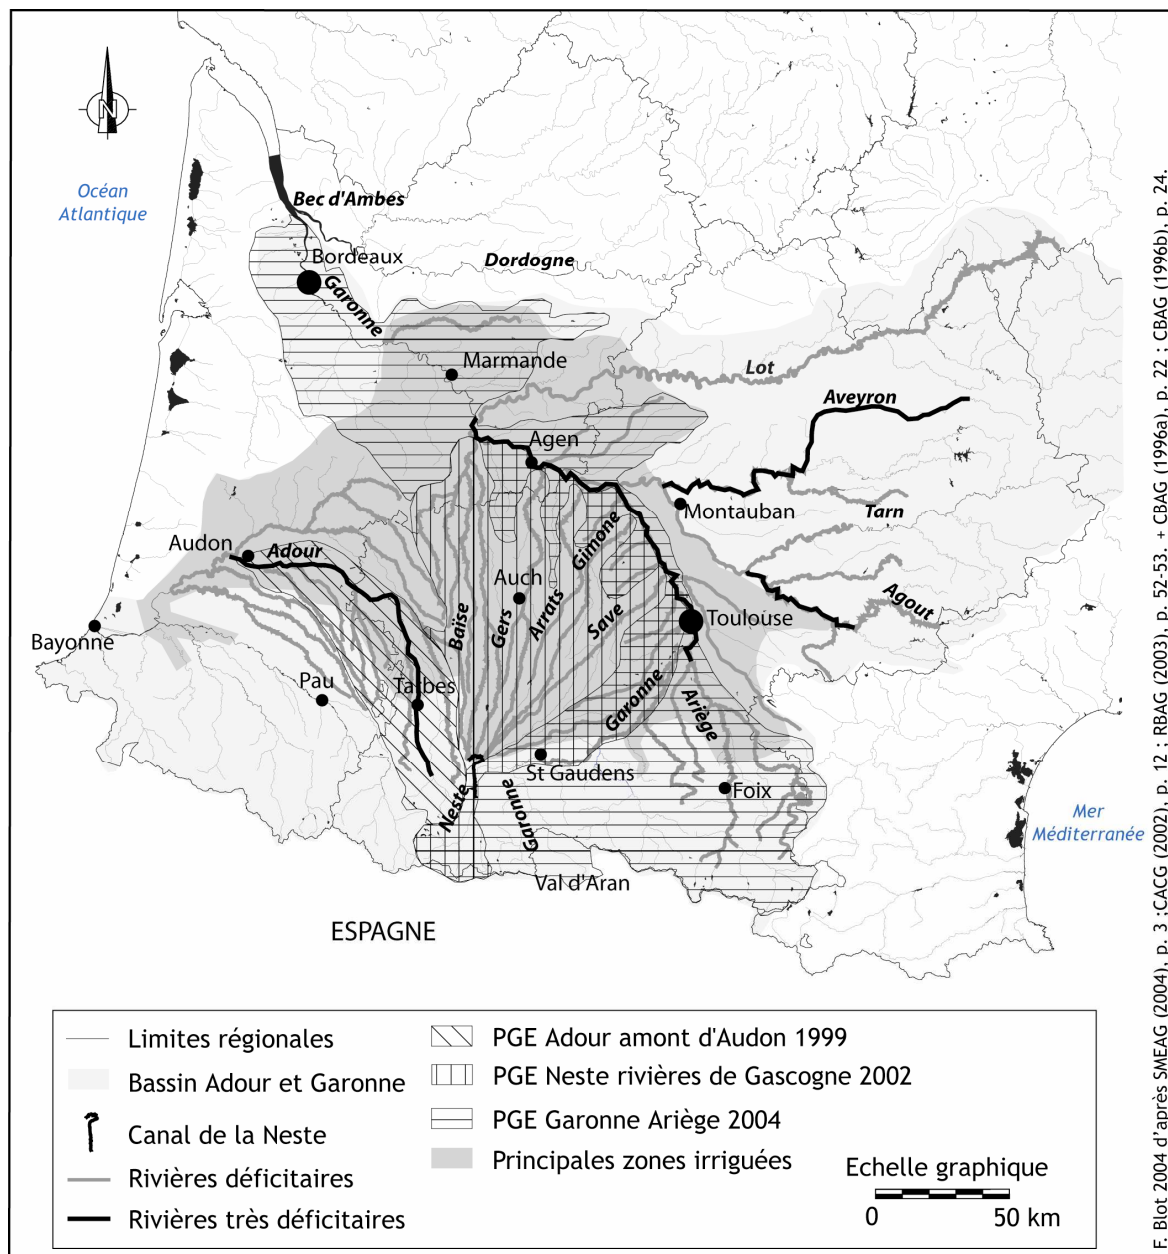 N
Océan
Atlantique
Bec d'Ambes
Bordeaux
Dordogne
Garonne
Marmande
Lot
Aveyron
Agen
Montauban
Tarn
Audon
Adour
Gimone
Auch
Baïse
Gers
Arrats
Save
Agout
Toulouse
Bayonne
Pau
Tarbes
Garonne
Ariège
St Gaudens
Foix
Neste
Garonne
Mer
Méditerranée
Val d'Aran
ESPAGNE
Limites régionales
Bassin Adour et Garonne
Canal de la Neste
Rivières déficitaires
Rivières très déficitaires
PGE Adour amont d'Audon 1999
PGE Neste rivières de Gascogne 2002
PGE Garonne Ariège 2004
Principales zones irriguées
Echelle graphique
0 50 km
F. Blot 2004 d'après SMEAG (2004), p. 3 ;CACG (2002), p. 12 ; RBAG (2003), p. 52-53. + CBAG (1996a), p. 22 ; CBAG (1996b), p. 24.